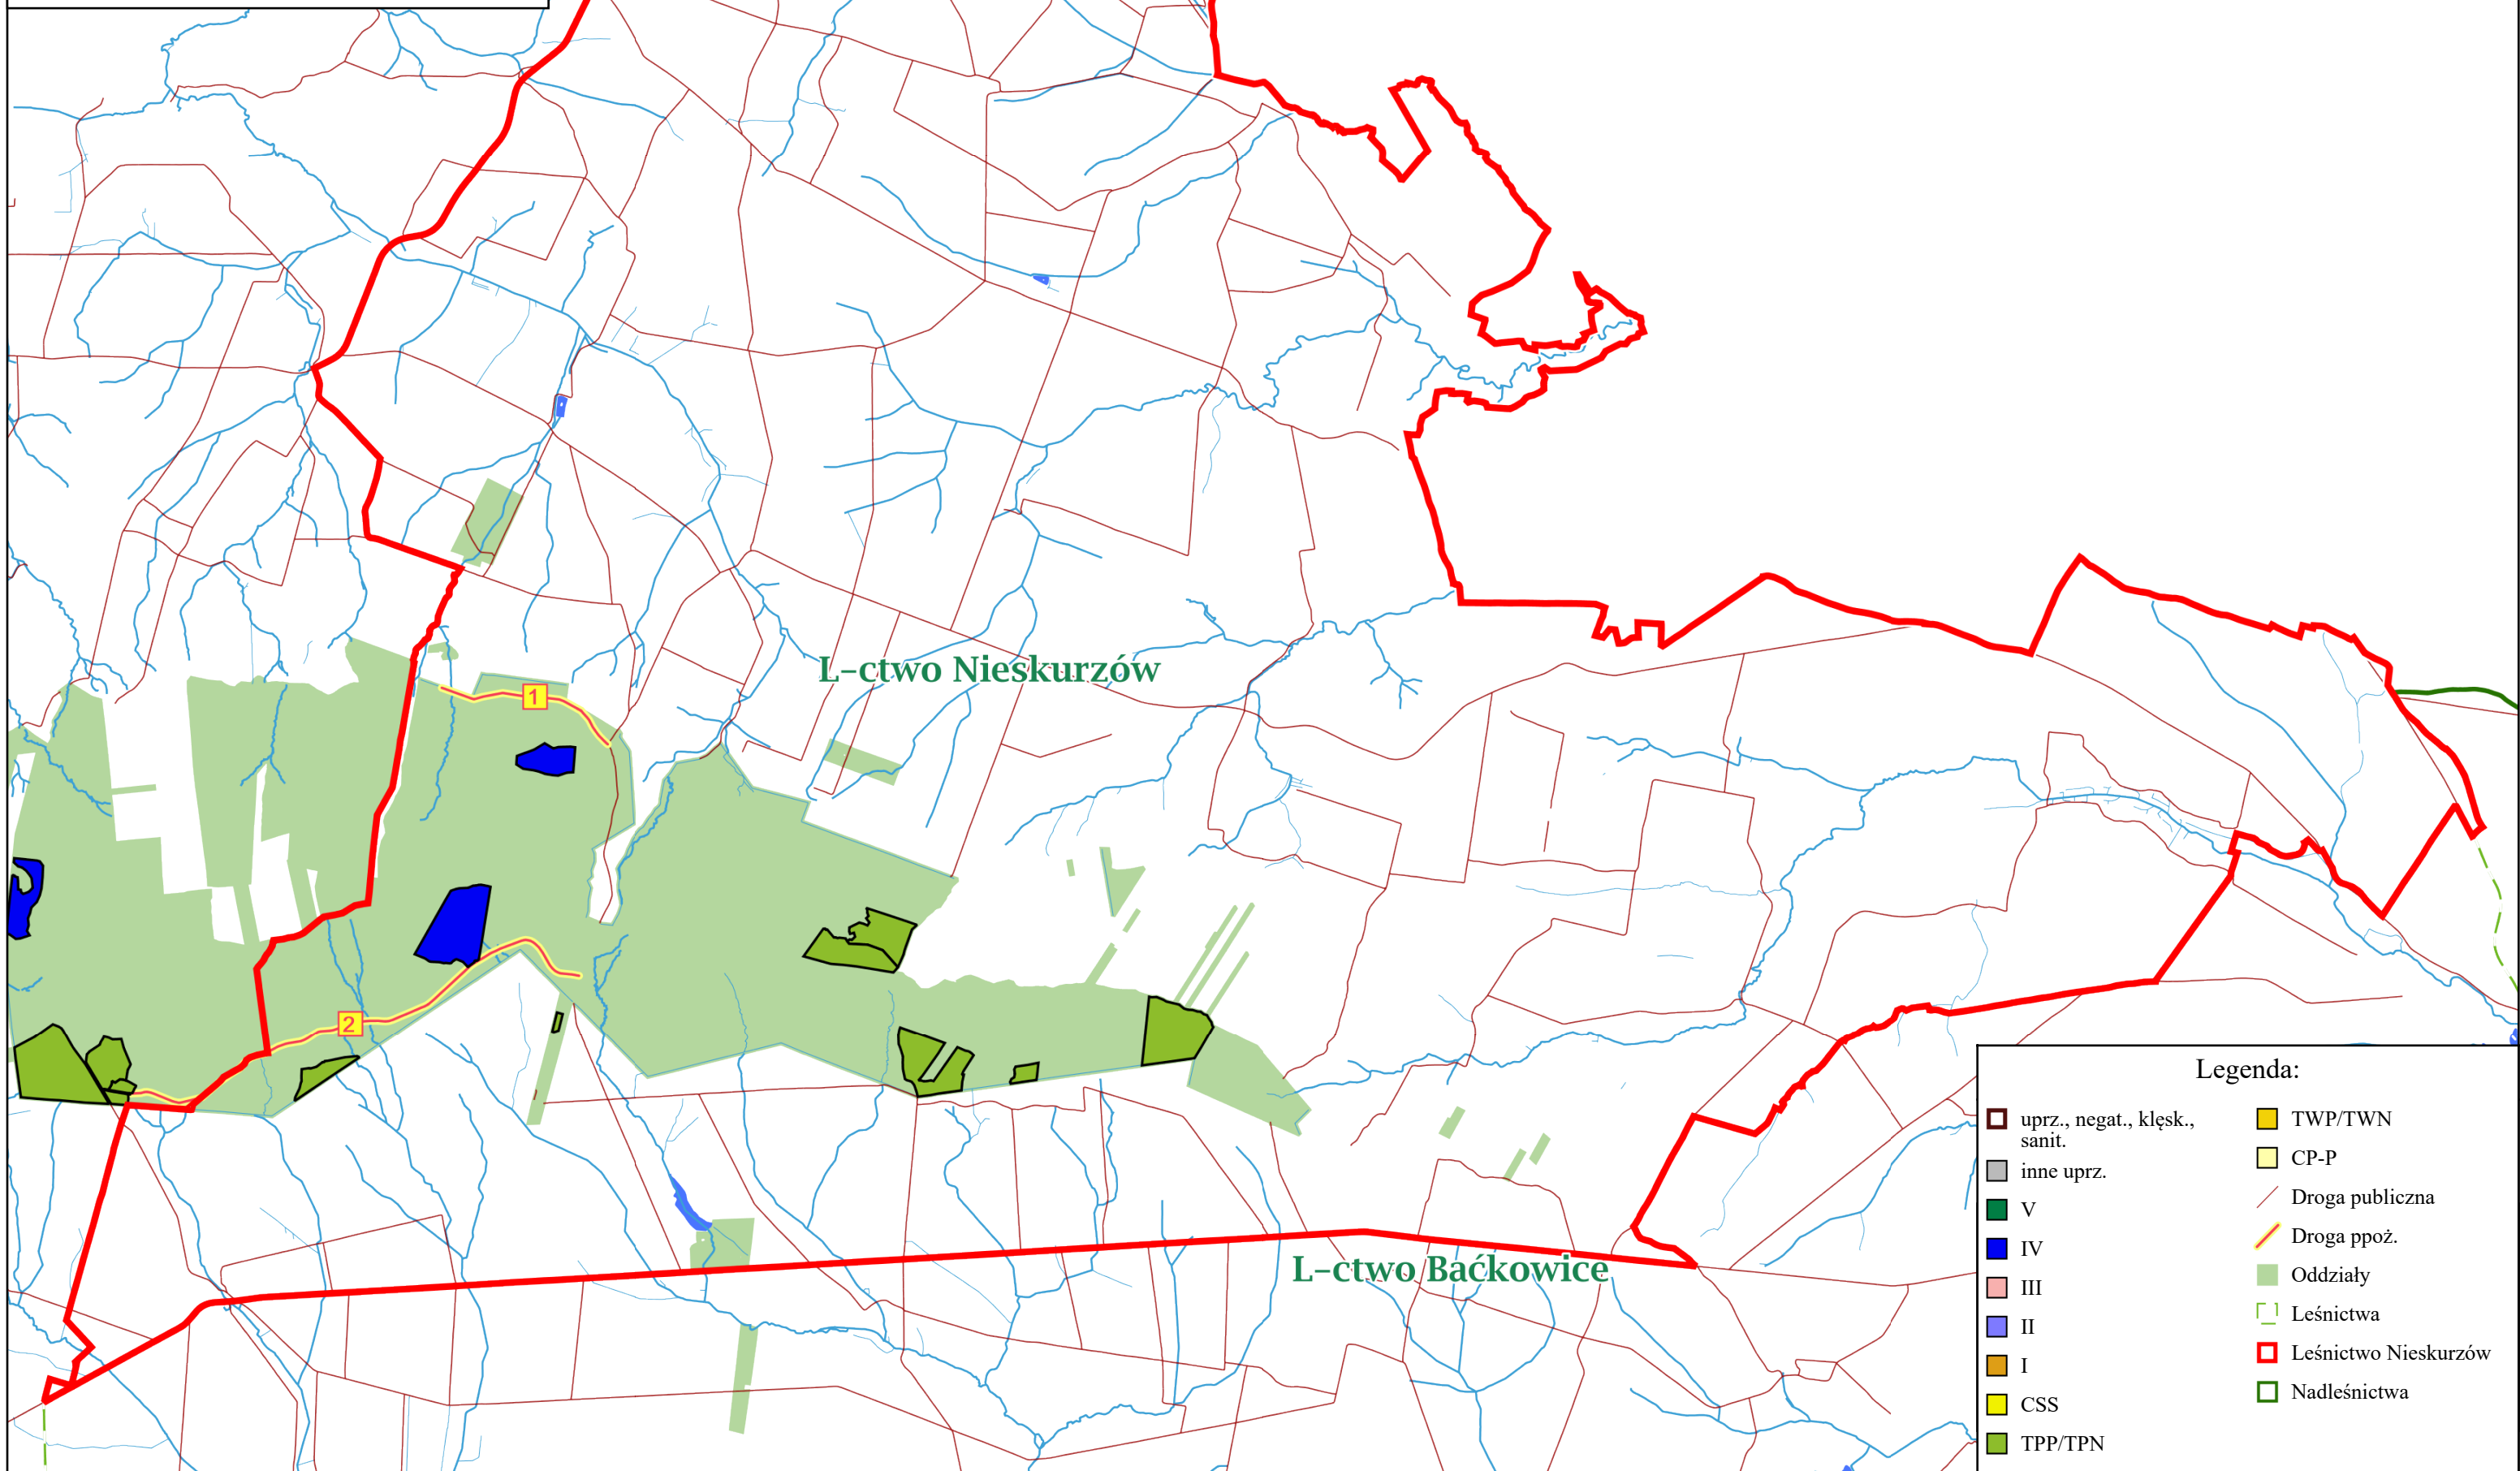 L-ctwo Nieskurzów
1
2
L-ctwo Baćkowice
Legenda:
uprz., negat., klęsk.,
sanit.
inne uprz.
V
IV
III
II
I
CSS
TPP/TPN
TWP/TWN
CP-P
Droga publiczna
Droga ppoż.
Oddziały
Leśnictwa
Leśnictwo Nieskurzów
Nadleśnictwa